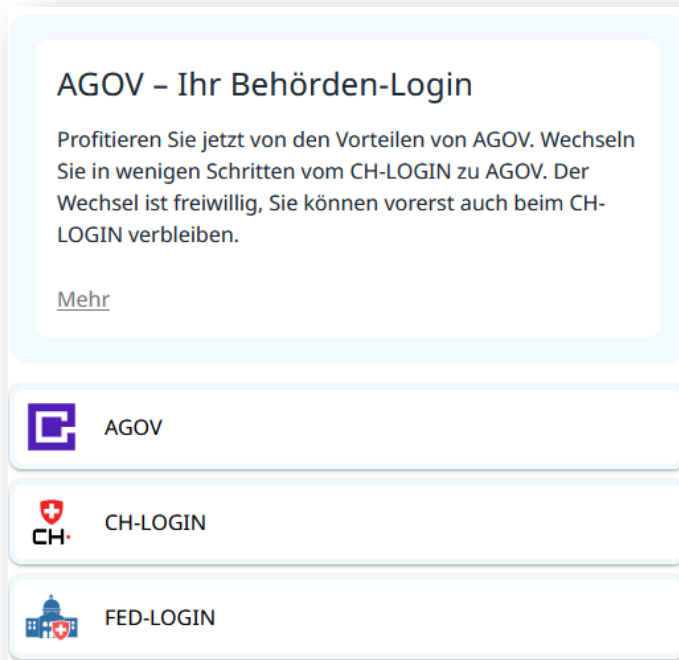 AGOV – Ihr Behörden-Login
Profitieren Sie jetzt von den Vorteilen von AGOV. Wechseln
Sie in wenigen Schritten vom CH-LOGIN zu AGOV. Der
Wechsel ist freiwillig, Sie können vorerst auch beim CH-
LOGIN verbleiben.
Mehr
AGOV
CH
CH-LOGIN
FED-LOGIN